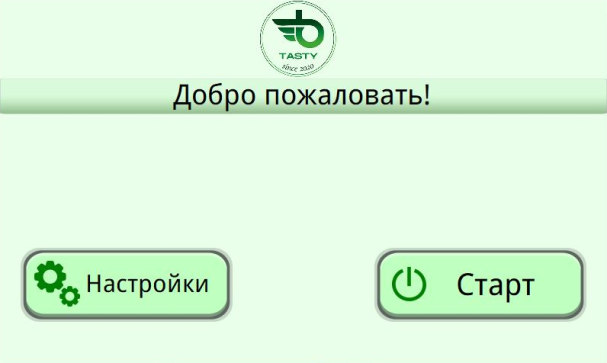 TASTY
since 2020
Добро пожаловать!
Настройки
Старт